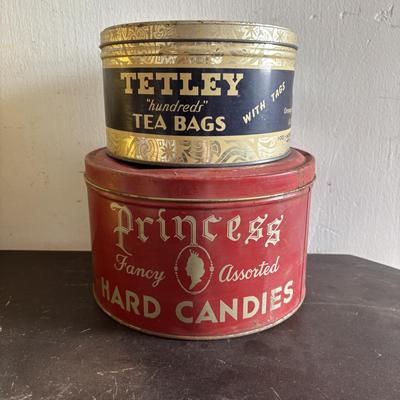 TETLEY
"hundreds"
TEA BAGS
WITH TAGS
Princess
Fancy Assorted
HARD CANDIES